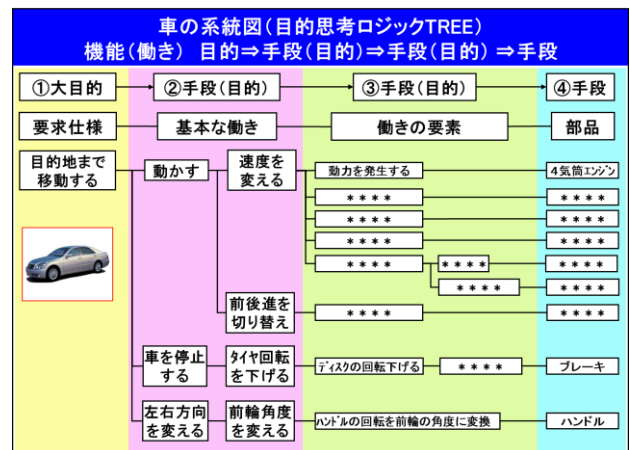 車の系統図(目的思考ロジックTREE)
機能(働き) 目的⇒手段(目的)⇒手段(目的) ⇒手段
①大目的
②手段(目的)
③手段(目的)
④手段
要求仕様
基本な働き
働きの要素
部品
目的地まで
移動する
動かす
速度を
変える
動力を発生する
4気筒エンジン
****
****
****
****
****
****
****
****
****
****
****
前後進を
切り替え
****
****
車を停止
する
タイヤ回転
を下げる
ディスクの回転下げる
****
ブレーキ
左右方向
を変える
前輪角度
を変える
ハンドルの回転を前輪の角度に変換
ハンドル